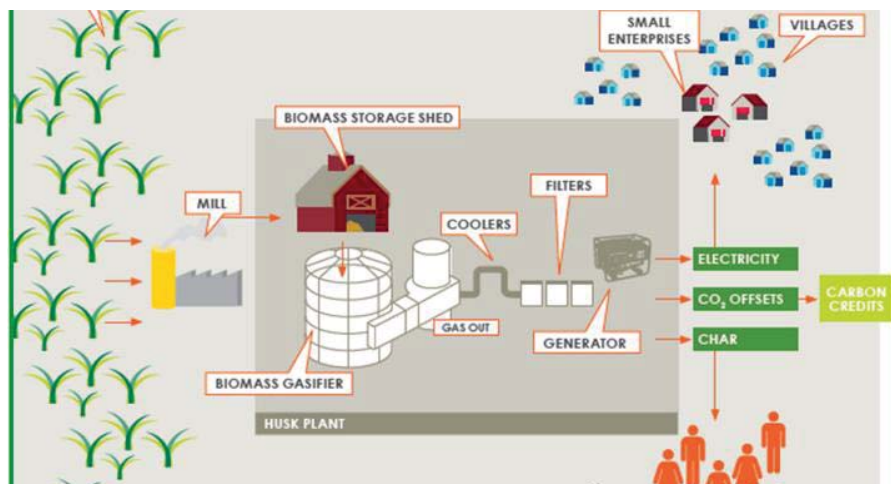 SMALL
ENTERPRISES
VILLAGES
BIOMASS STORAGE SHED
MILL
FILTERS
COOLERS
ELECTRICITY
CO₂ OFFSETS
CARBON
CREDITS
GAS OUT
GENERATOR
CHAR
BIOMASS GASIFIER
HUSK PLANT